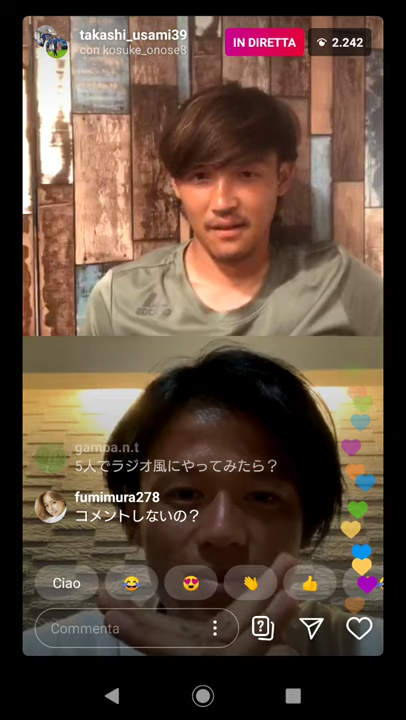 takashi_usami39
con kosuke_onose8
IN DIRETTA
2.242
adidas
gamba.n.t
5人でラジオ風にやってみたら？
fumimura278
コメントしないの？
Ciao
Commenta